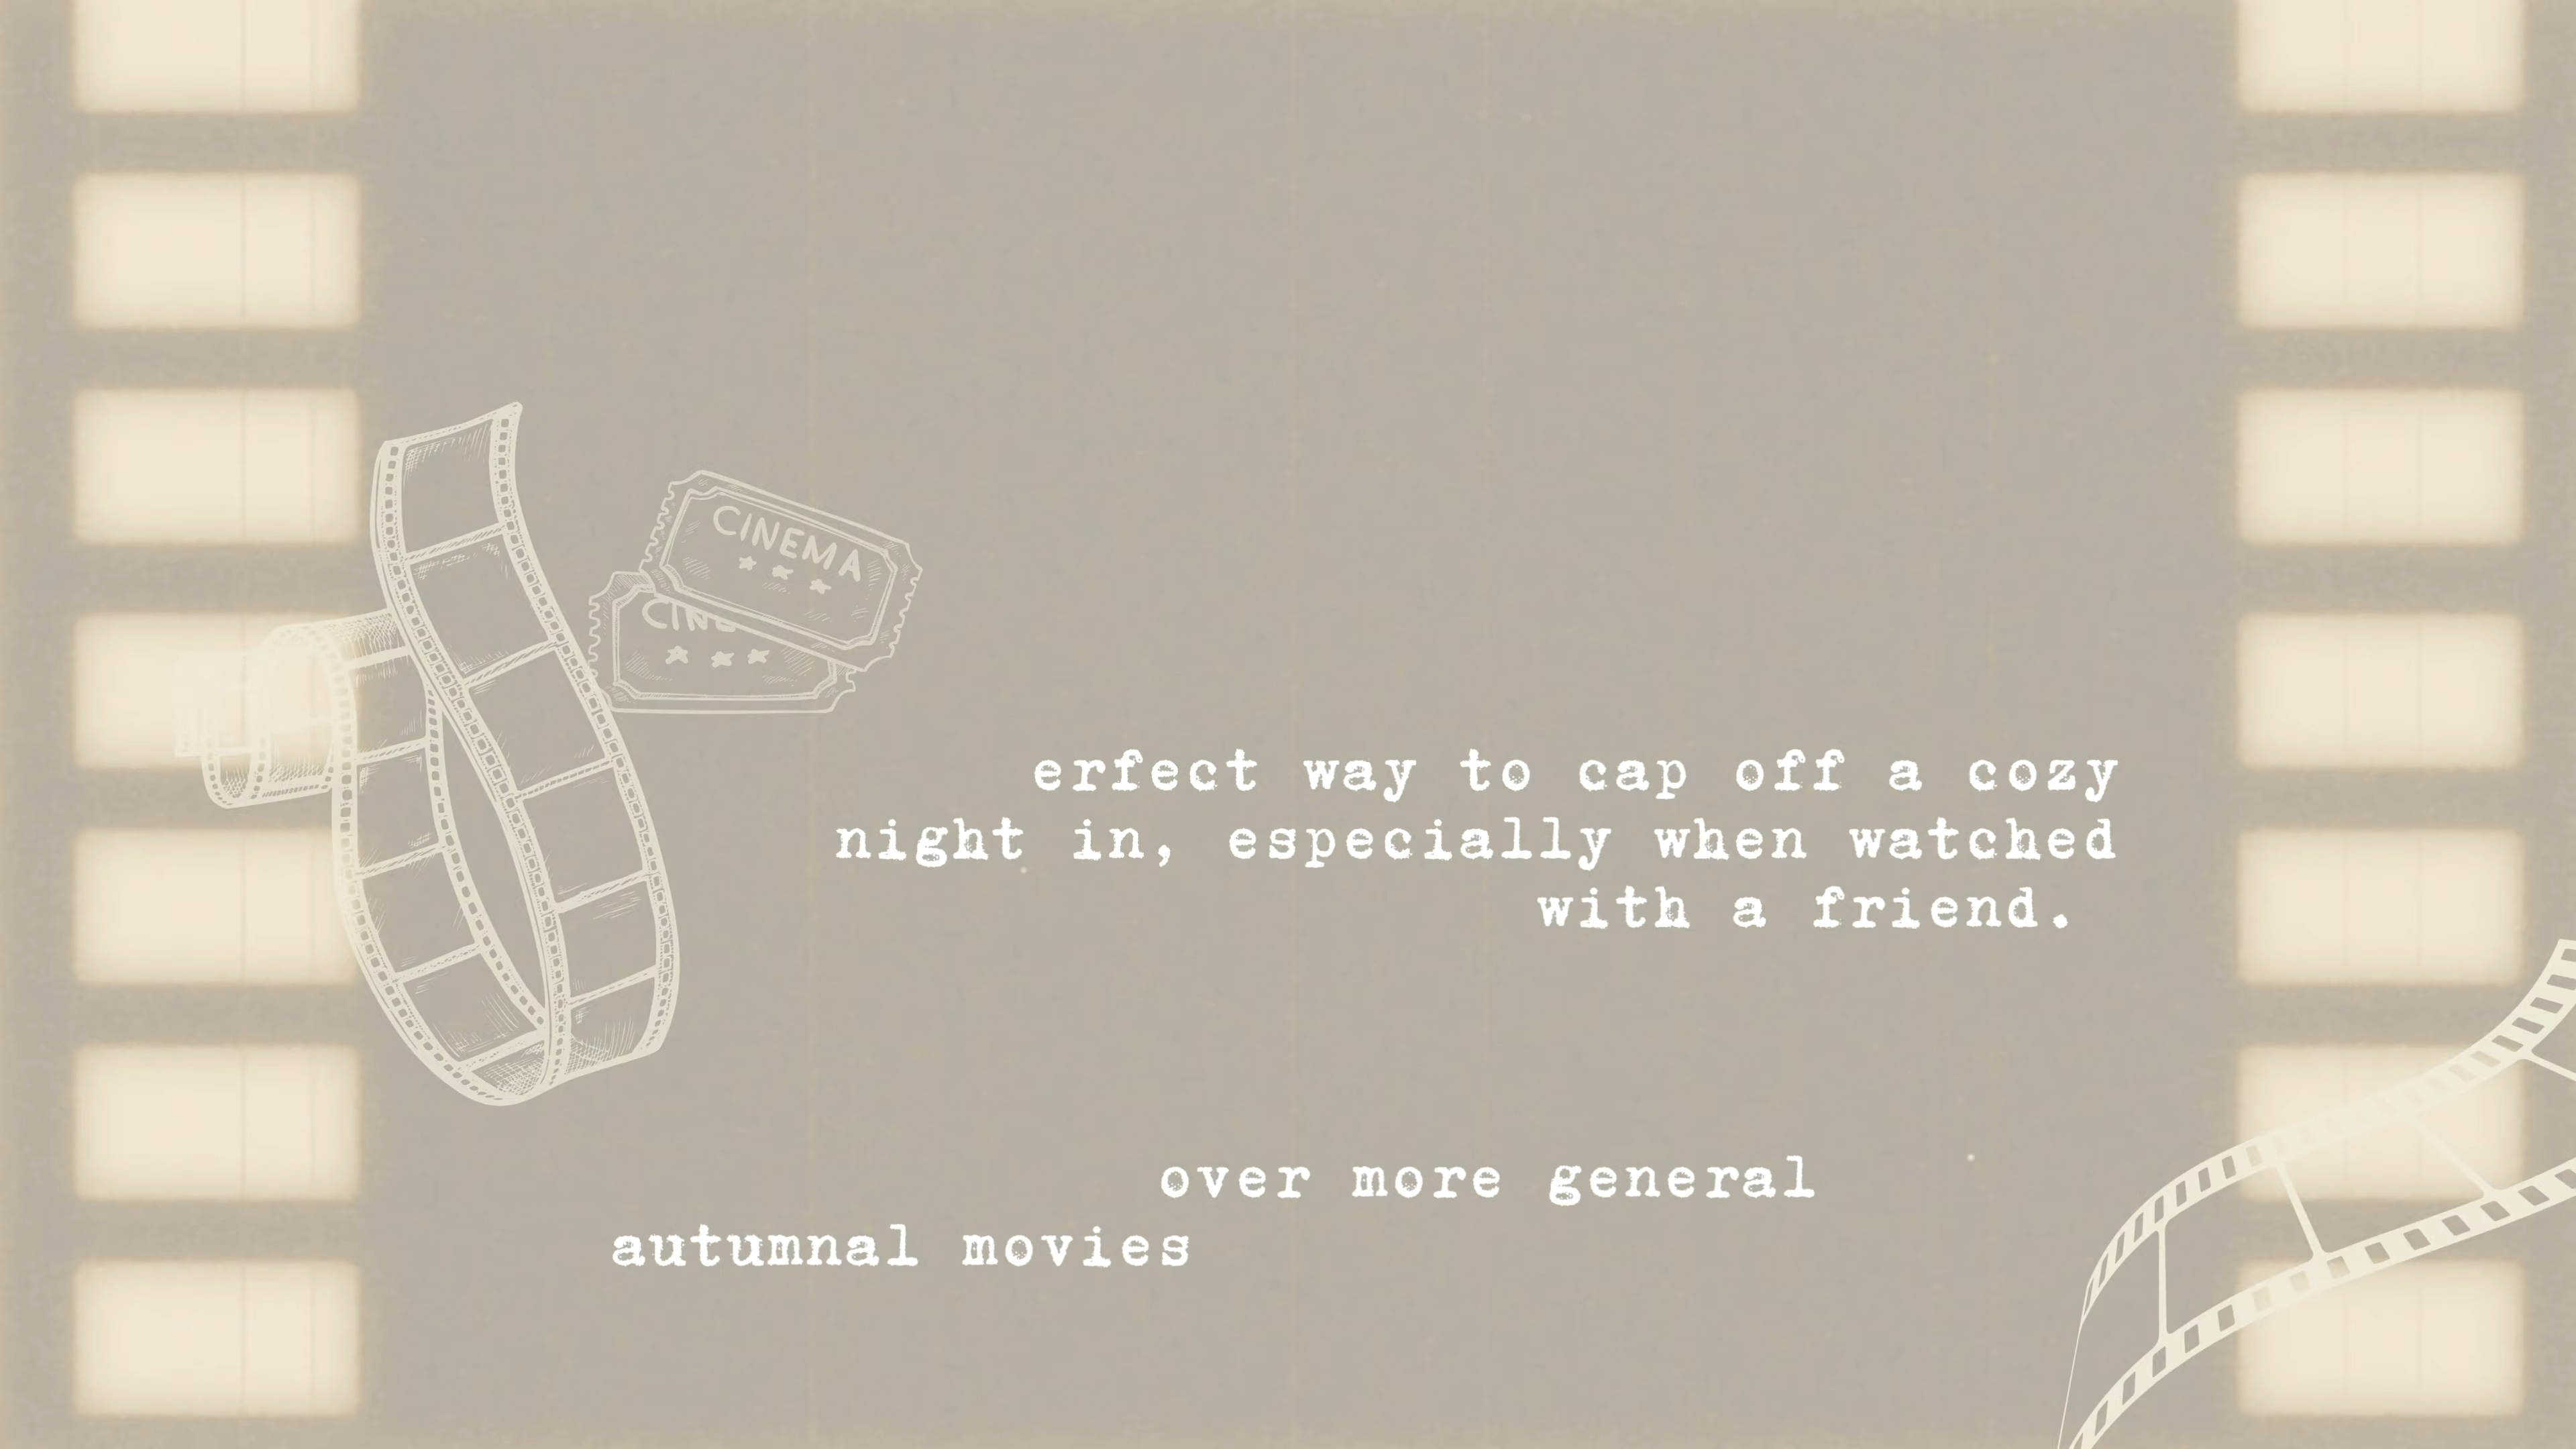 CINEMA
CINE
erfect way to cap off a cozy
night in, especially when watched
with a friend.
over more general
autumnal movies